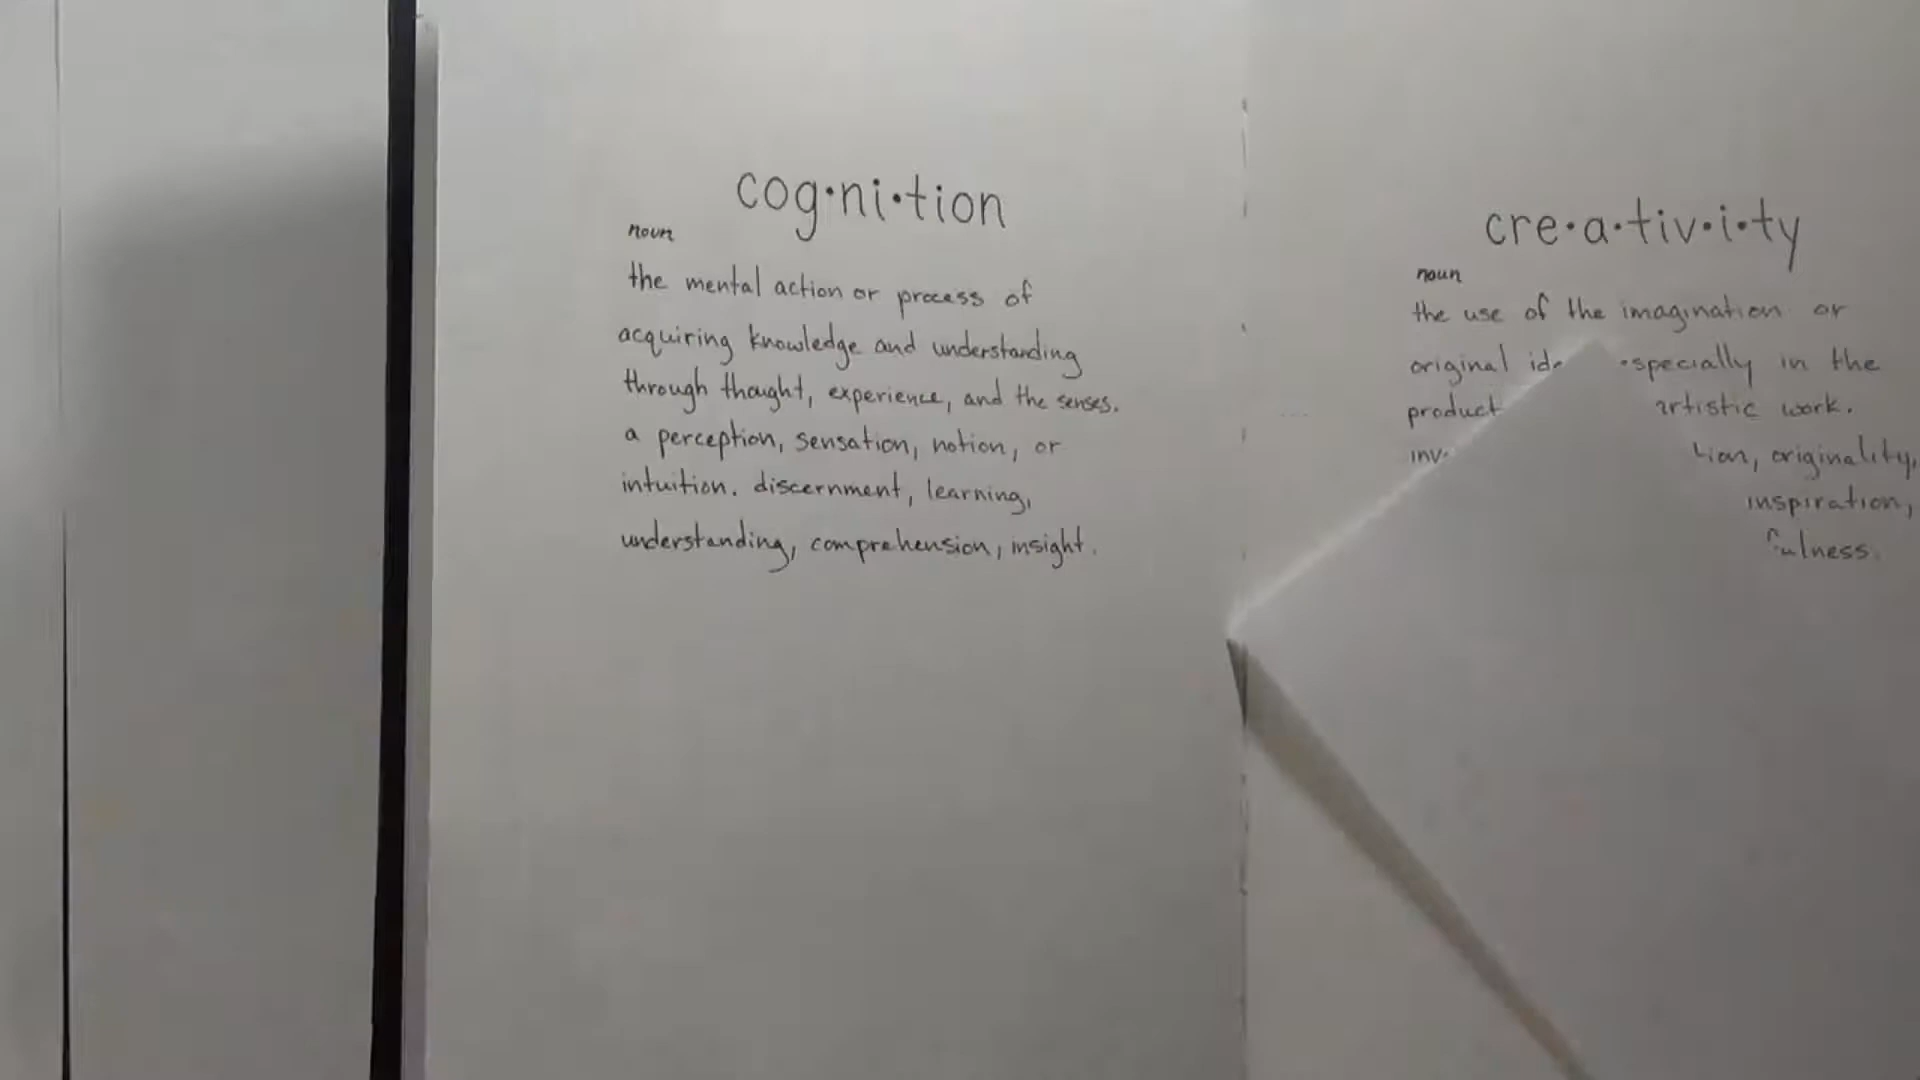 cog·ni·tion
noun
the mental action or process of
acquiring knowledge and understanding
through thought, experience, and the senses.
a perception, sensation, notion, or
intuition. discernment, learning,
understanding, comprehension, insight.
cre·a·tiv·i·ty
noun
the use of the imagination or
original in the
product artistic work.
originality,
inspiration,